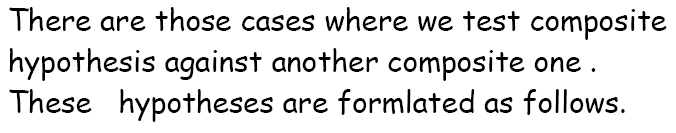 There are those cases where we test composite
hypothesis against another composite one .
These   hypotheses are formlated as follows.